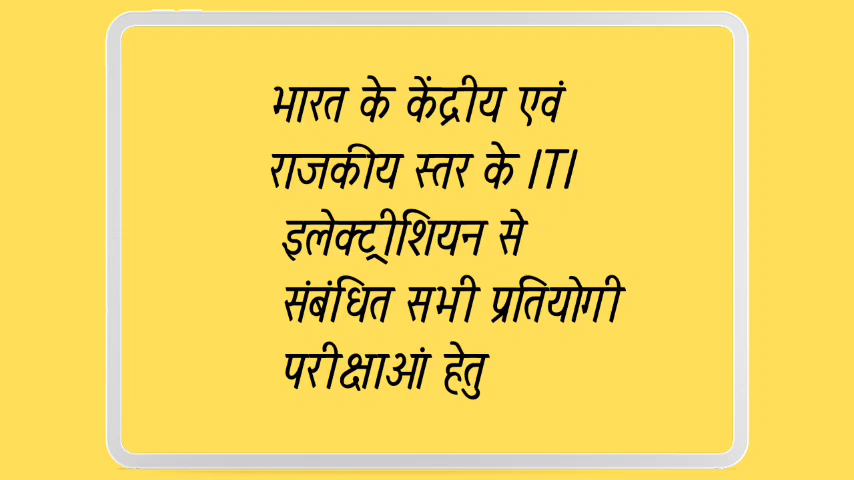 भारत के केंद्रीय एवं
राजकीय स्तर के ITI
इलेक्ट्रीशियन से
संबंधित सभी प्रतियोगी
परीक्षाआं हेतु